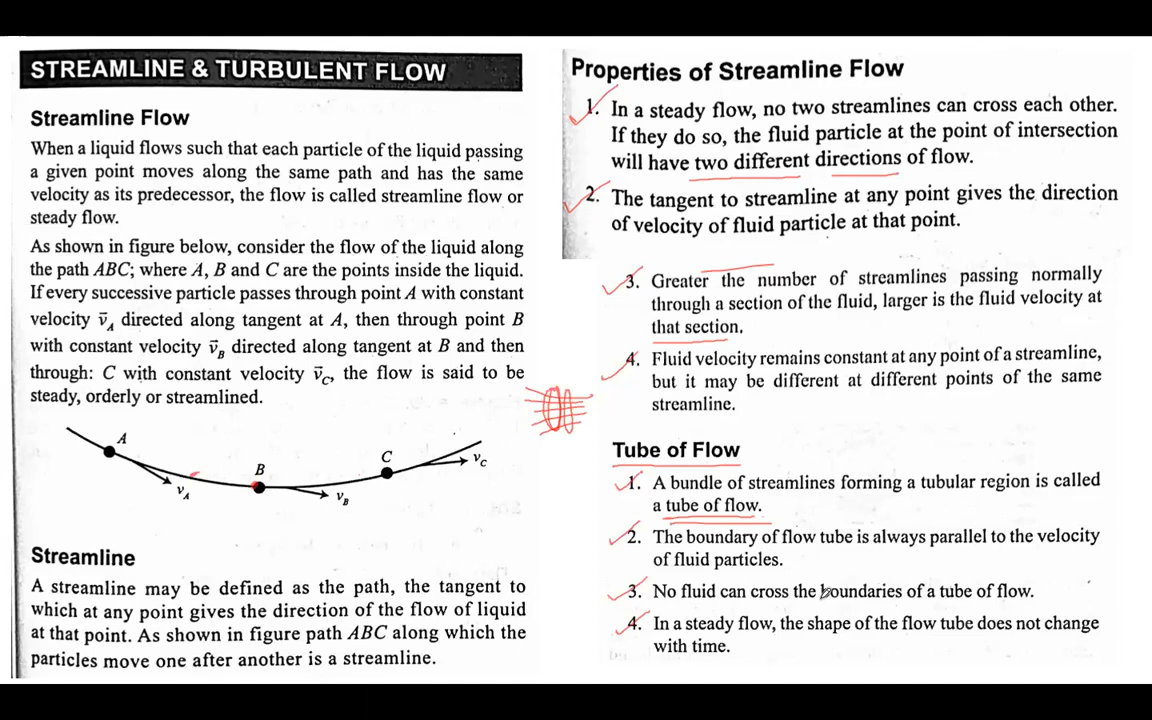 STREAMLINE & TURBULENT FLOW
Streamline Flow
When a liquid flows such that each particle of the liquid passing
a given point moves along the same path and has the same
velocity as its predecessor, the flow is called streamline flow or
steady flow.
As shown in figure below, consider the flow of the liquid along
the path ABC; where A, B and C are the points inside the liquid.
If every successive particle passes through point A with constant
velocity v⃗_A directed along tangent at A, then through point B
with constant velocity v⃗_B directed along tangent at B and then
through: C with constant velocity v⃗_C, the flow is said to be
steady, orderly or streamlined.
A
B
C
v_A
v_B
v_C
Streamline
A streamline may be defined as the path, the tangent to
which at any point gives the direction of the flow of liquid
at that point. As shown in figure path ABC along which the
particles move one after another is a streamline.
Properties of Streamline Flow
1. In a steady flow, no two streamlines can cross each other.
If they do so, the fluid particle at the point of intersection
will have two different directions of flow.
2. The tangent to streamline at any point gives the direction
of velocity of fluid particle at that point.
3. Greater the number of streamlines passing normally
through a section of the fluid, larger is the fluid velocity at
that section.
4. Fluid velocity remains constant at any point of a streamline,
but it may be different at different points of the same
streamline.
Tube of Flow
1. A bundle of streamlines forming a tubular region is called
a tube of flow.
2. The boundary of flow tube is always parallel to the velocity
of fluid particles.
3. No fluid can cross the boundaries of a tube of flow.
4. In a steady flow, the shape of the flow tube does not change
with time.